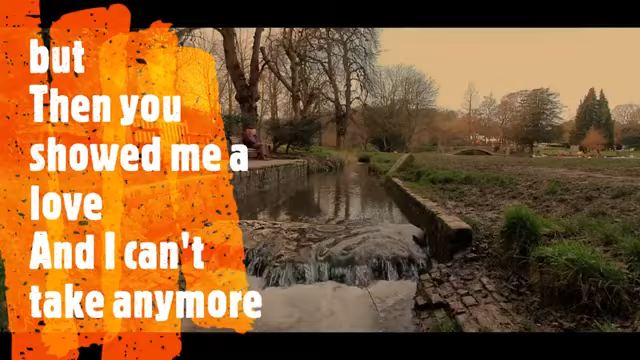 but
Then you
showed me a
love
And I can't
take anymore